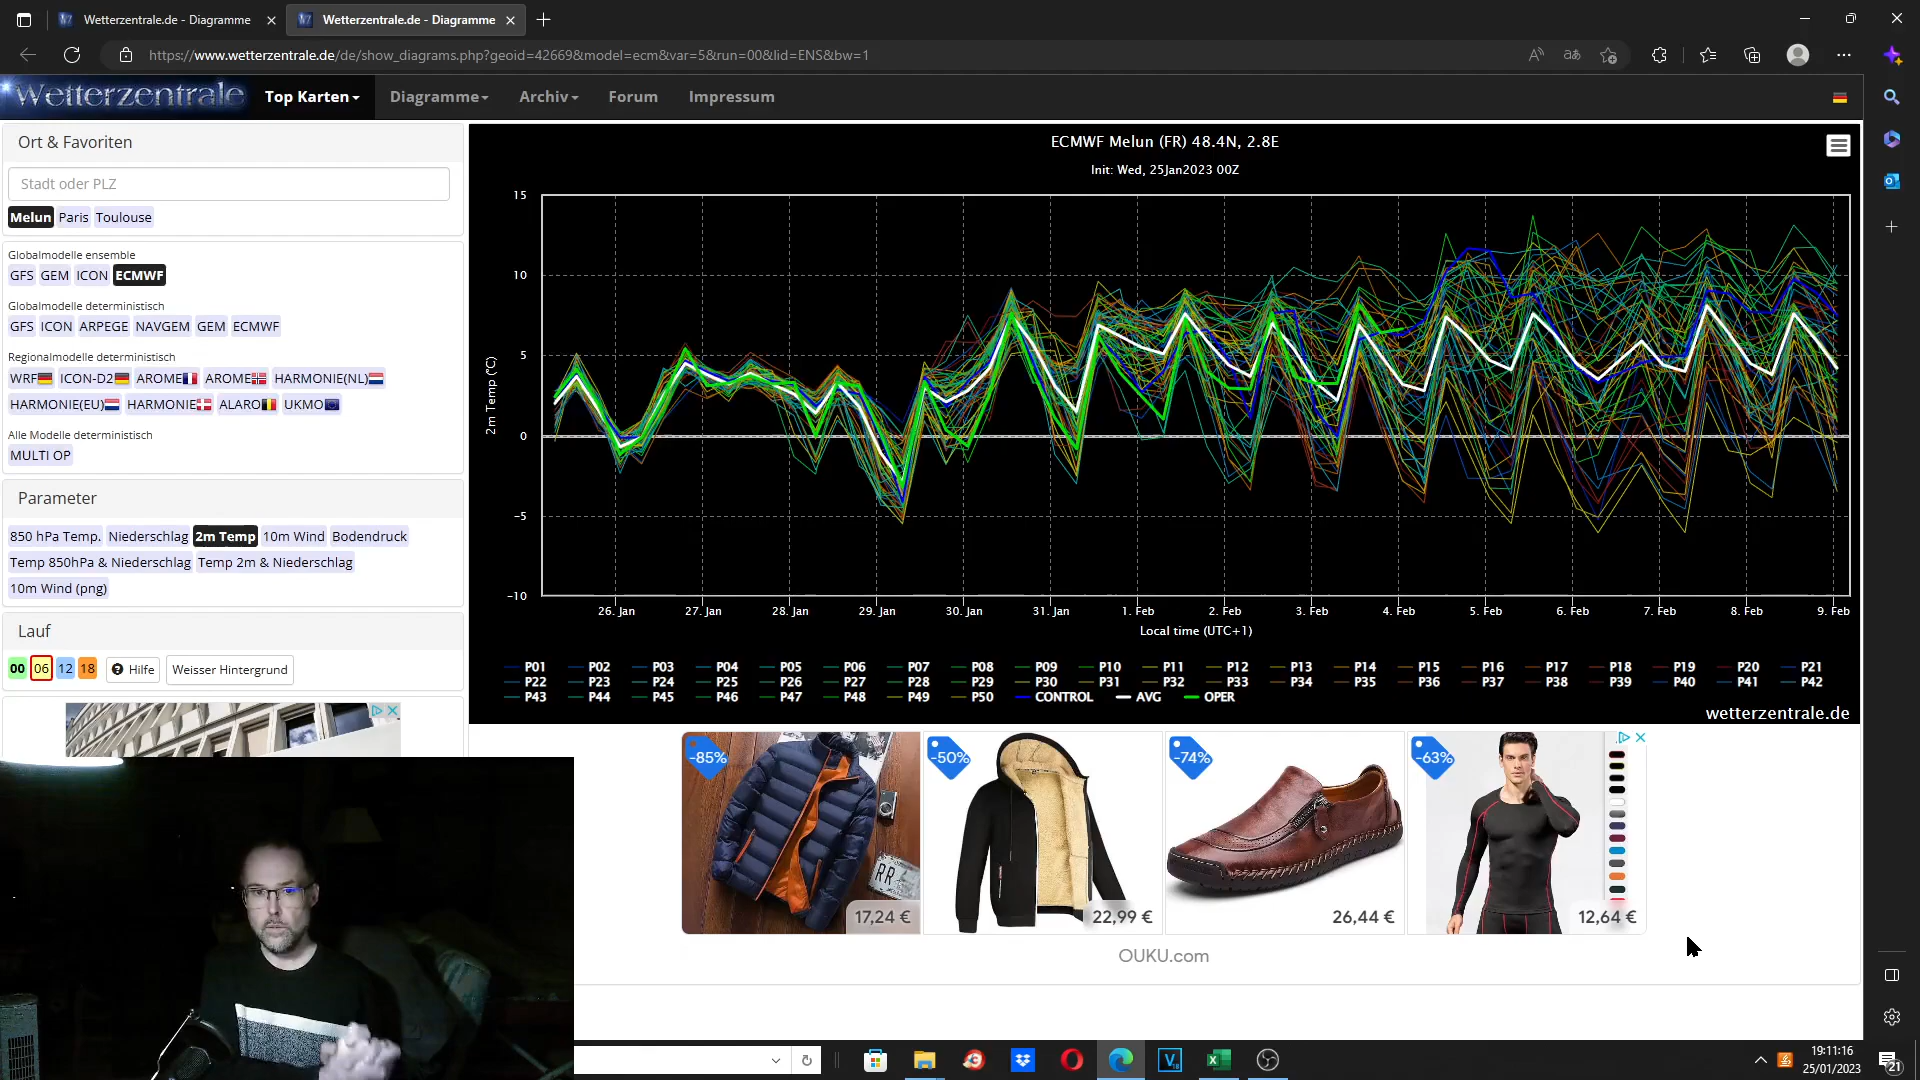 Wetterzentrale.de - Diagramme
Wetterzentrale.de - Diagramme
https://www.wetterzentrale.de/de/show_diagrams.php?geoid=42669&model=ecm&var=5&run=00&lid=ENS&bw=1
Wetterzentrale Top Karten Diagramme Archiv Forum Impressum
Ort & Favoriten
Stadt oder PLZ
Melun Paris Toulouse
Globalmodelle ensemble
GFS GEM ICON ECMWF
Globalmodelle deterministisch
GFS ICON ARPEGE NAVGEM GEM ECMWF
Regionalmodelle deterministisch
WRF ICON-D2 AROME AROME HARMONIE(NL)
HARMONIE(EU) HARMONIE ALARO UKMO
Alle Modelle deterministisch
MULTI OP
Parameter
850 hPa Temp. Niederschlag 2m Temp 10m Wind Bodendruck
Temp 850hPa & Niederschlag Temp 2m & Niederschlag
10m Wind (png)
Lauf
00 06 12 18 Hilfe Weisser Hintergrund
ECMWF Melun (FR) 48.4N, 2.8E
Init: Wed, 25Jan2023 00Z
15
10
5
0
-5
-10
2m Temp (°C)
26. Jan 27. Jan 28. Jan 29. Jan 30. Jan 31. Jan 1. Feb 2. Feb 3. Feb 4. Feb 5. Feb 6. Feb 7. Feb 8. Feb 9. Feb
Local time (UTC+1)
P01 P02 P03 P04 P05 P06 P07 P08 P09 P10 P11 P12 P13 P14 P15 P16 P17 P18 P19 P20 P21
P22 P23 P24 P25 P26 P27 P28 P29 P30 P31 P32 P33 P34 P35 P36 P37 P38 P39 P40 P41 P42
P43 P44 P45 P46 P47 P48 P49 P50 CONTROL AVG OPER
wetterzentrale.de
-85% -50% -74% -63%
RR
17,24 € 22,99 € 26,44 € 12,64 €
OUKU.com
19:11:16
25/01/2023
21